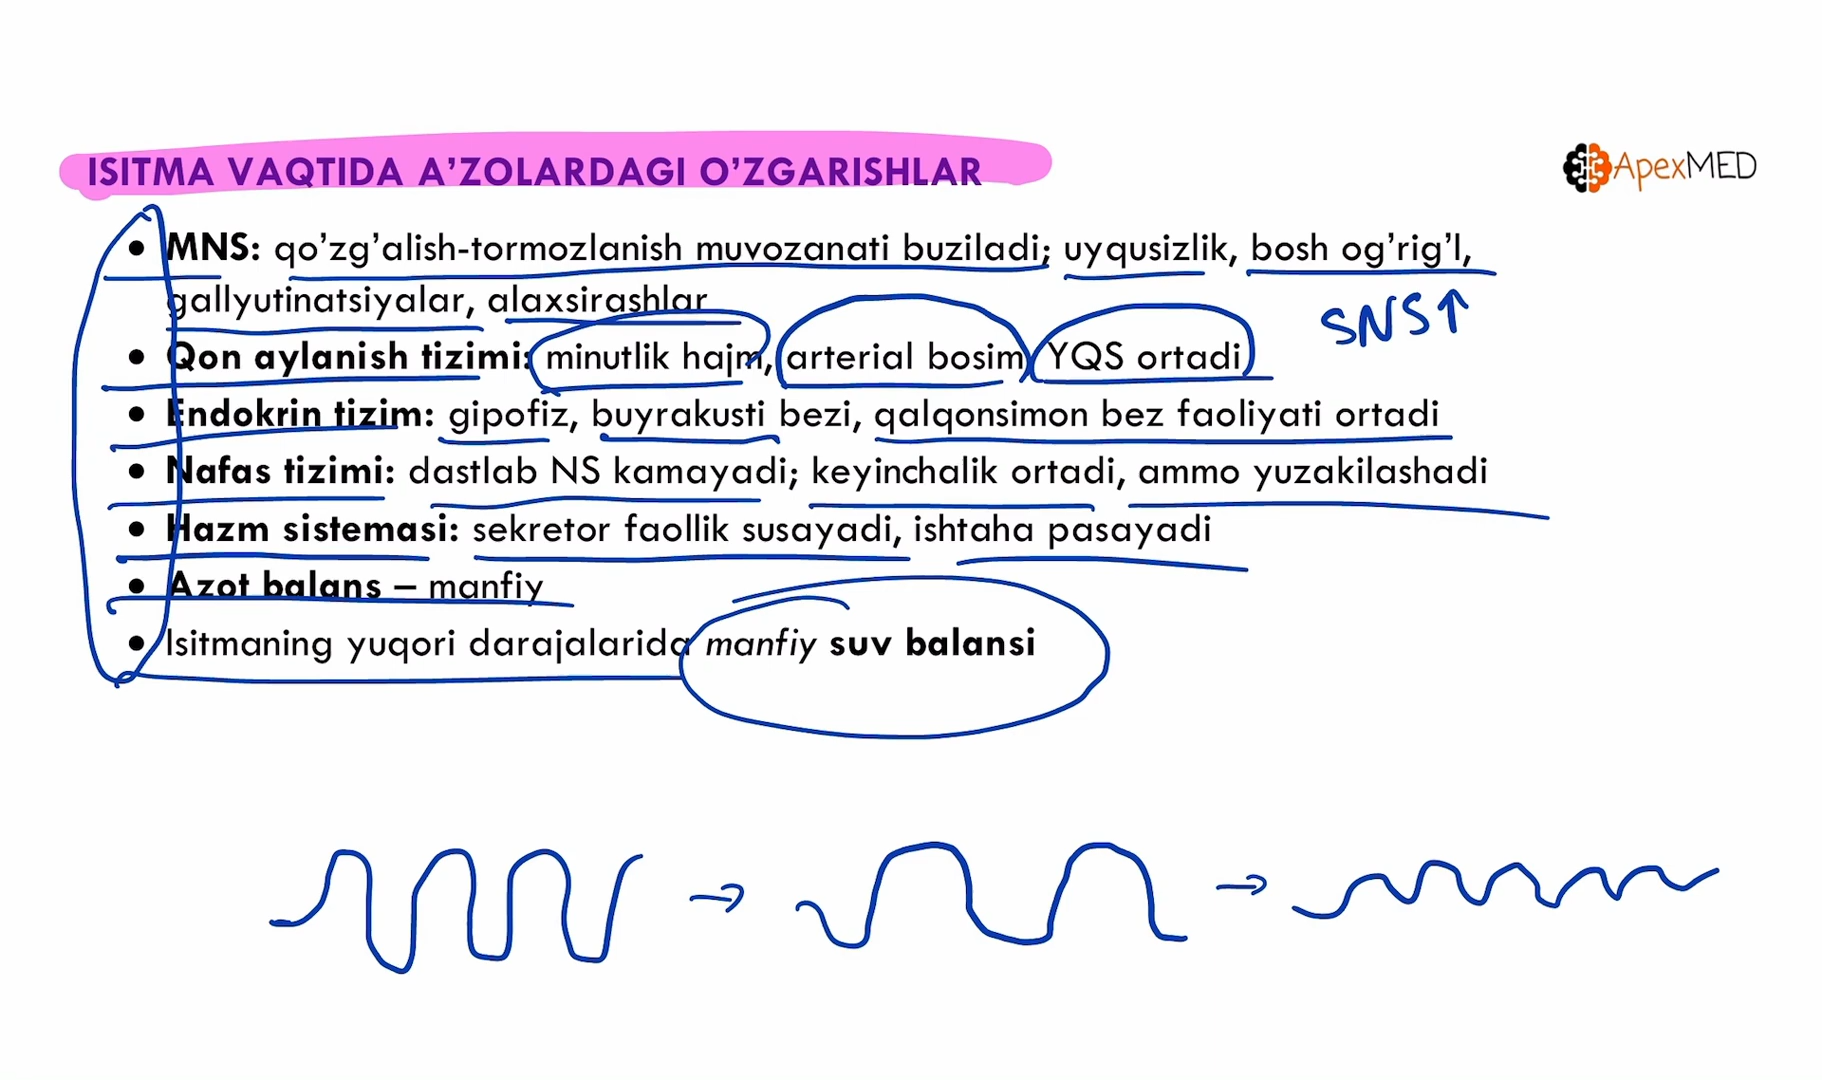 ISITMA VAQTIDA A’ZOLARDAGI O’ZGARISHLAR
ApexMED
• MNS: qo’zg’alish-tormozlanish muvozanati buziladi; uyqusizlik, bosh og’rig’l,
gallyutinatsiyalar, alaxsirashlar
SNS↑
• Qon aylanish tizimi: minutlik hajm, arterial bosim, YQS ortadi
• Endokrin tizim: gipofiz, buyrakusti bezi, qalqonsimon bez faoliyati ortadi
• Nafas tizimi: dastlab NS kamayadi; keyinchalik ortadi, ammo yuzakilashadi
• Hazm sistemasi: sekretor faollik susayadi, ishtaha pasayadi
• Azot balans – manfiy
• Isitmaning yuqori darajalarida manfiy suv balansi